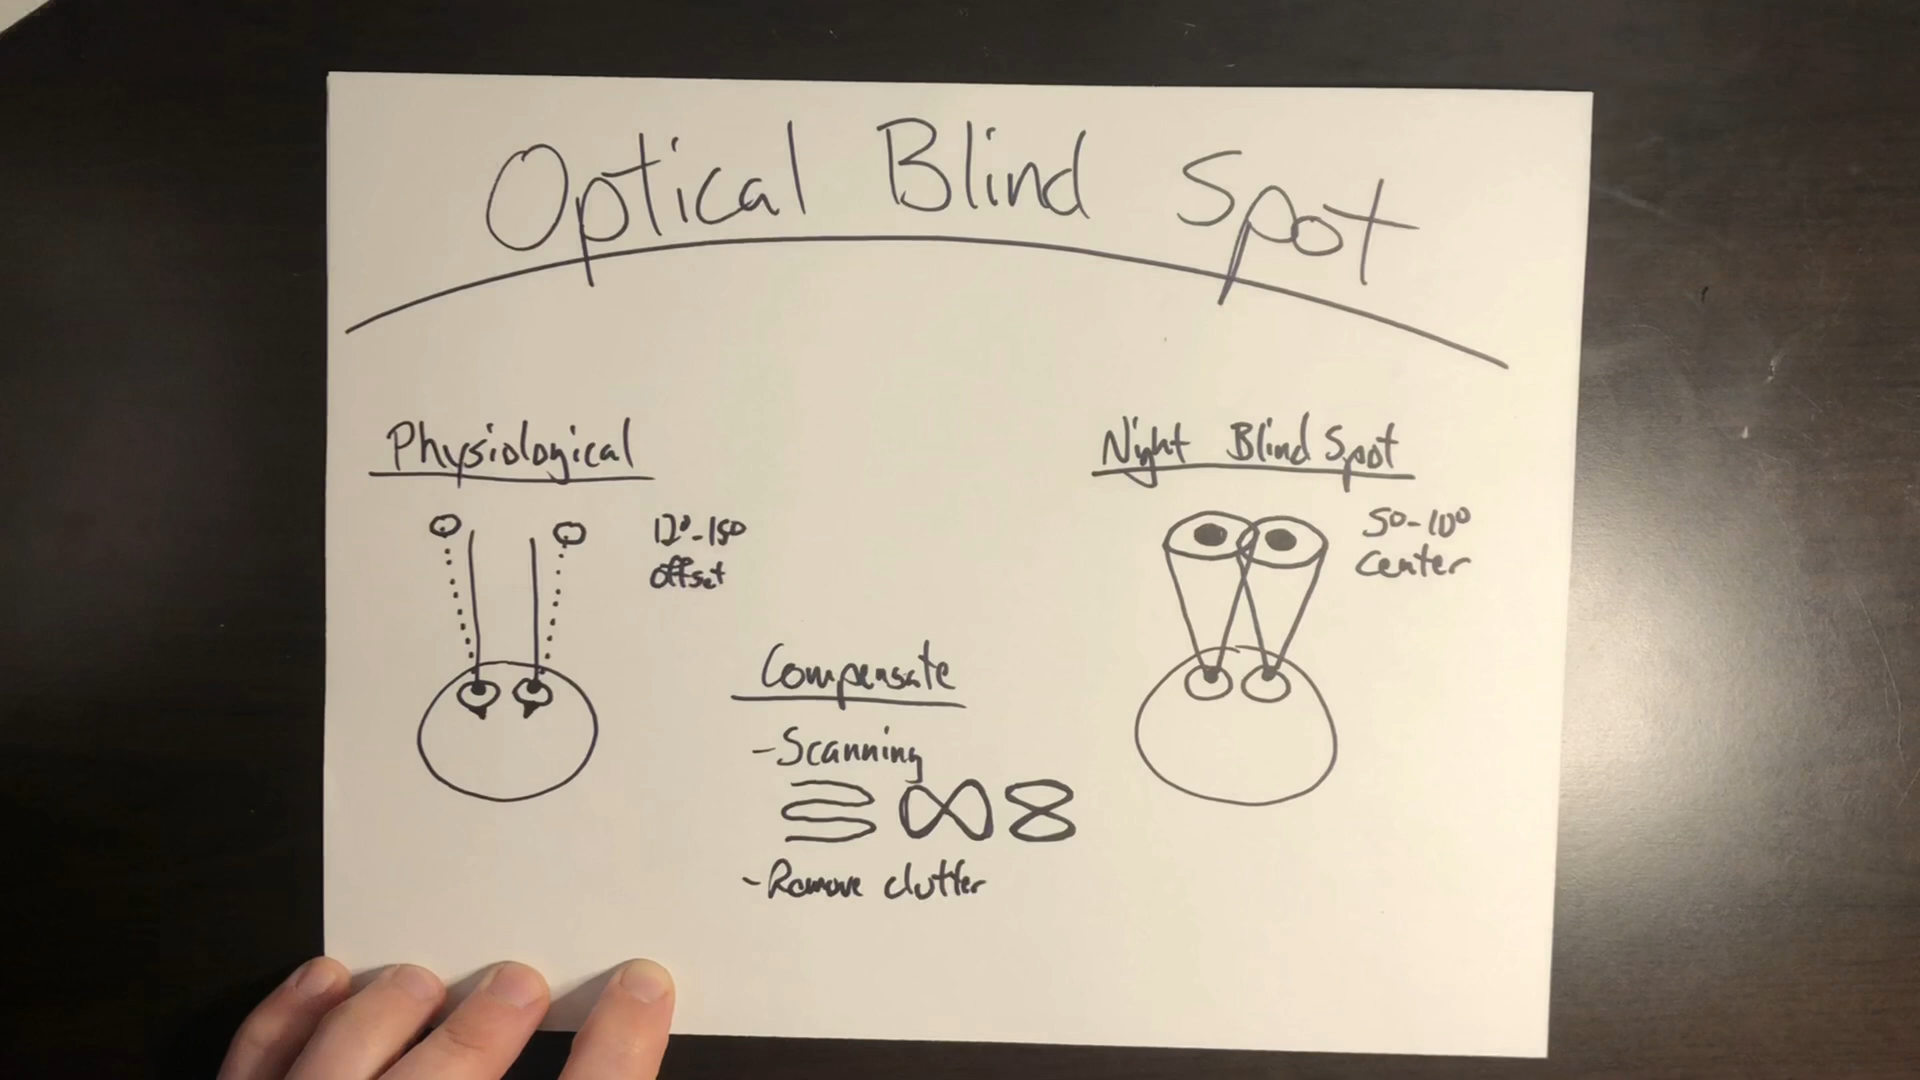 Optical Blind Spot
Physiological
12°-15°
offset
Night Blind Spot
5°-10°
center
Compensate
-Scanning
-Remove clutter